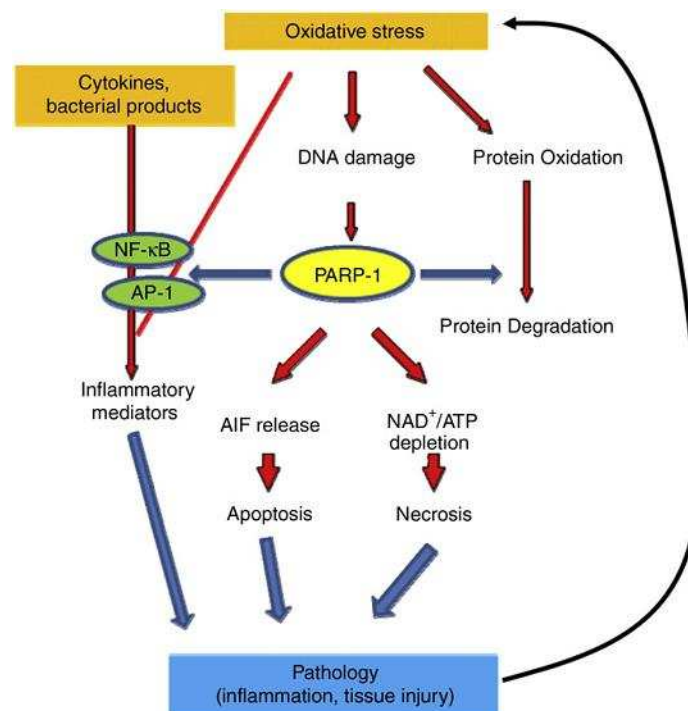 Oxidative stress
Cytokines,
bacterial products
DNA damage
Protein Oxidation
NF-κB
AP-1
PARP-1
Protein Degradation
Inflammatory
mediators
AIF release
NAD⁺/ATP
depletion
Apoptosis
Necrosis
Pathology
(inflammation, tissue injury)